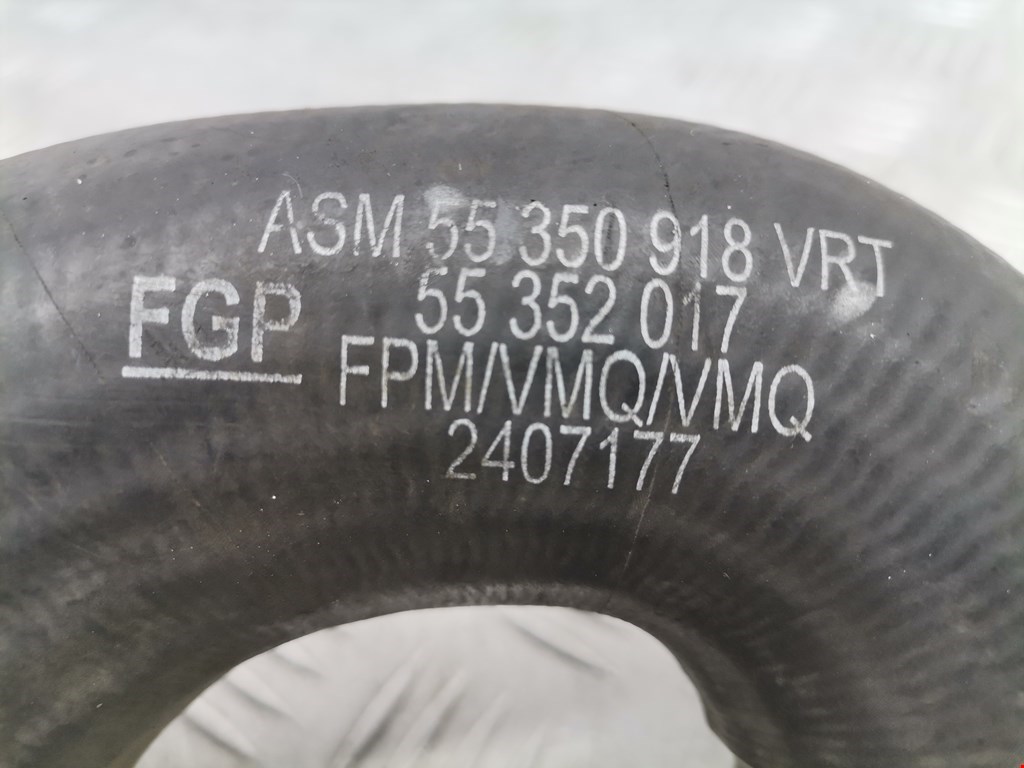 ASM 55 350 918 VRT
FGP
55 352 017
FPM/VMQ/VMQ
2407177